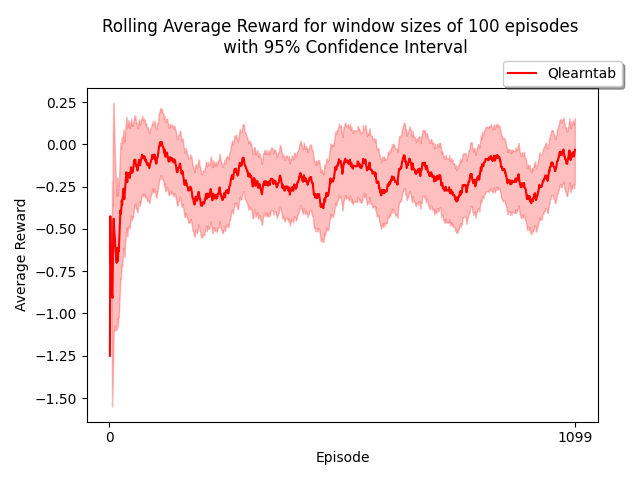 Rolling Average Reward for window sizes of 100 episodes
with 95% Confidence Interval
Qlearntab
0.25
0.00
−0.25
−0.50
−0.75
−1.00
−1.25
−1.50
Average Reward
0
1099
Episode